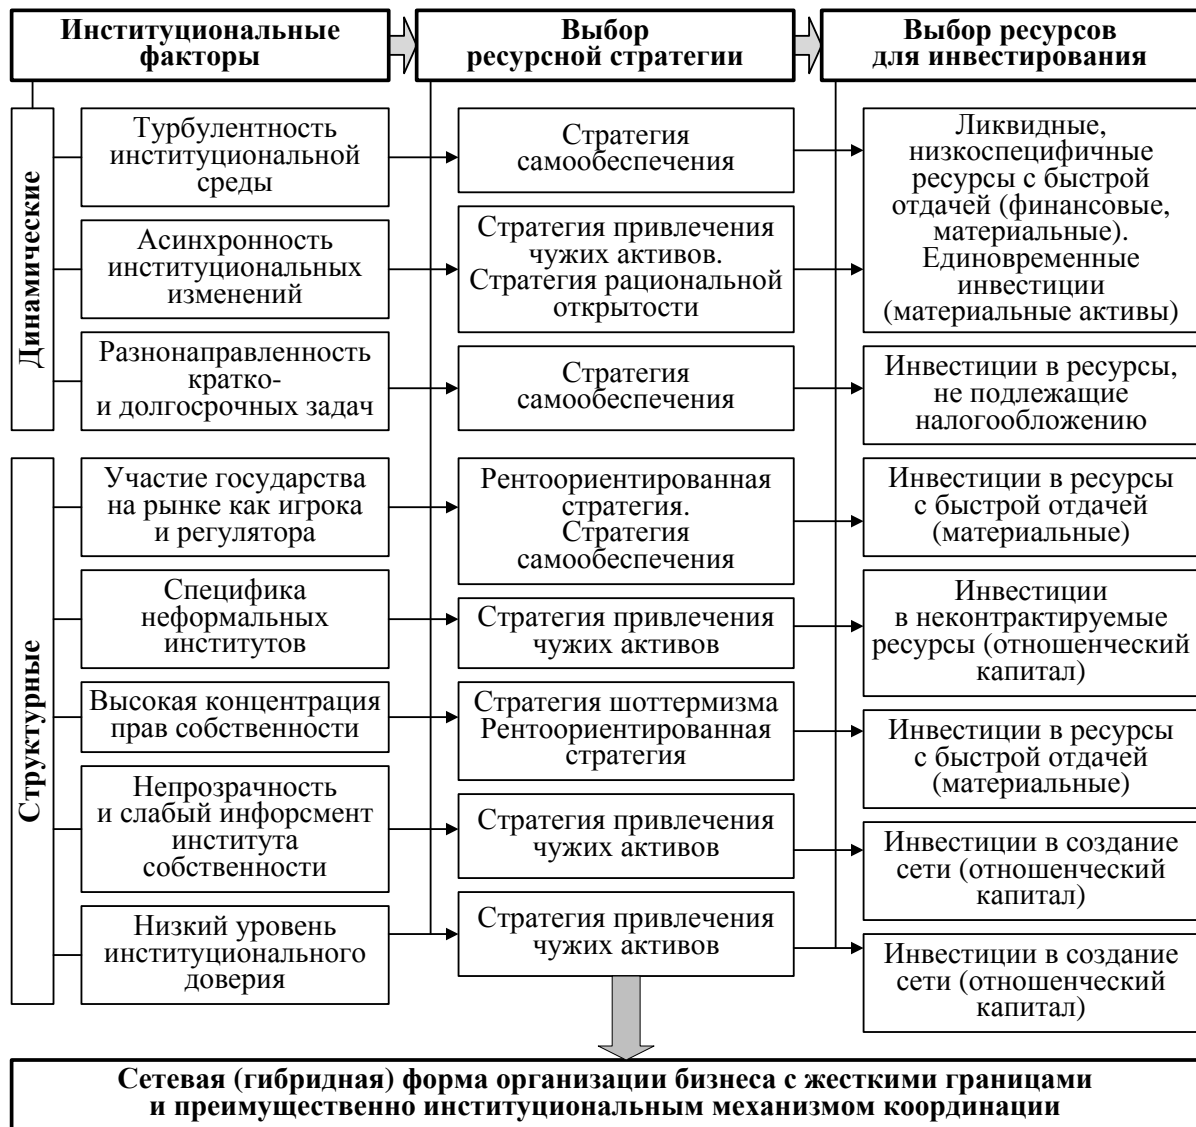 Институциональные
факторы
Выбор
ресурсной стратегии
Выбор ресурсов
для инвестирования
Динамические
Турбулентность
институциональной
среды
Стратегия
самообеспечения
Ликвидные,
низкоспецифичные
ресурсы с быстрой
отдачей (финансовые,
материальные).
Единовременные
инвестиции
(материальные активы)
Асинхронность
институциональных
изменений
Стратегия привлечения
чужих активов.
Стратегия рациональной
открытости
Разнонаправленность
кратко-
и долгосрочных задач
Стратегия
самообеспечения
Инвестиции в ресурсы,
не подлежащие
налогообложению
Структурные
Участие государства
на рынке как игрока
и регулятора
Рентоориентированная
стратегия.
Стратегия
самообеспечения
Инвестиции в ресурсы
с быстрой отдачей
(материальные)
Специфика
неформальных
институтов
Стратегия привлечения
чужих активов
Инвестиции
в неконтрактируемые
ресурсы (отношенческий
капитал)
Высокая концентрация
прав собственности
Стратегия шоттермизма
Рентоориентированная
стратегия
Инвестиции в ресурсы
с быстрой отдачей
(материальные)
Непрозрачность
и слабый инфорсмент
института
собственности
Стратегия привлечения
чужих активов
Инвестиции в создание
сети (отношенческий
капитал)
Низкий уровень
институционального
доверия
Стратегия привлечения
чужих активов
Инвестиции в создание
сети (отношенческий
капитал)
Сетевая (гибридная) форма организации бизнеса с жесткими границами
и преимущественно институциональным механизмом координации